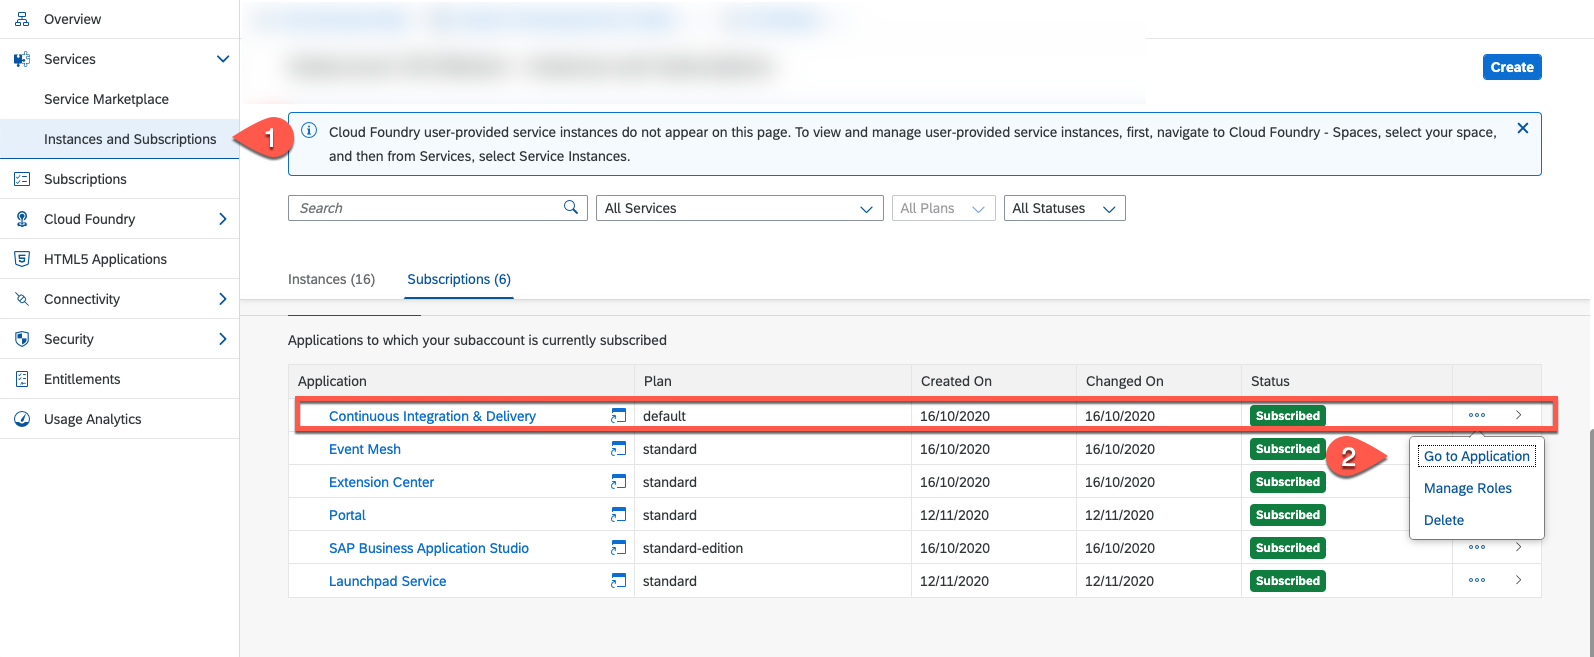 Overview
Services
Service Marketplace
Instances and Subscriptions
Subscriptions
Cloud Foundry
HTML5 Applications
Connectivity
Security
Entitlements
Usage Analytics
1
Create
Cloud Foundry user-provided service instances do not appear on this page. To view and manage user-provided service instances, first, navigate to Cloud Foundry - Spaces, select your space,
and then from Services, select Service Instances.
Search
All Services
All Plans
All Statuses
Instances (16)
Subscriptions (6)
Applications to which your subaccount is currently subscribed
Application Plan Created On Changed On Status
Continuous Integration & Delivery default 16/10/2020 16/10/2020 Subscribed
Event Mesh standard 16/10/2020 16/10/2020 Subscribed
Extension Center standard 16/10/2020 16/10/2020 Subscribed
Portal standard 12/11/2020 12/11/2020 Subscribed
SAP Business Application Studio standard-edition 16/10/2020 16/10/2020 Subscribed
Launchpad Service standard 12/11/2020 12/11/2020 Subscribed
2
Go to Application
Manage Roles
Delete